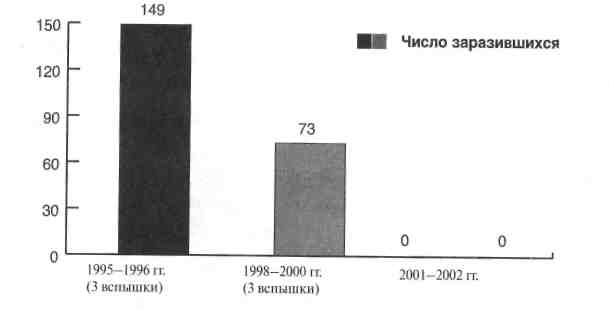 149
150
Число заразившихся
120
90
73
60
30
0
0
0
1995–1996 гг.
(3 вспышки)
1998–2000 гг.
(3 вспышки)
2001–2002 гг.